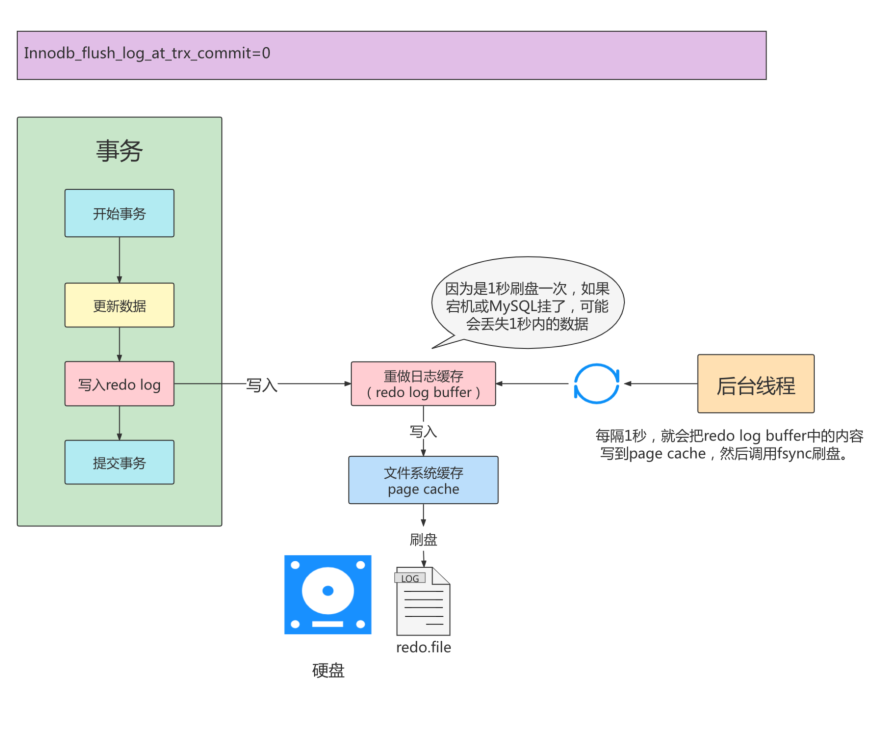 Innodb_flush_log_at_trx_commit=0
事务
开始事务
更新数据
写入redo log
提交事务
写入
因为是1秒刷盘一次，如果
宕机或MySQL挂了，可能
会丢失1秒内的数据
重做日志缓存
（redo log buffer）
写入
文件系统缓存
page cache
刷盘
LOG
redo.file
硬盘
后台线程
每隔1秒，就会把redo log buffer中的内容
写到page cache，然后调用fsync刷盘。